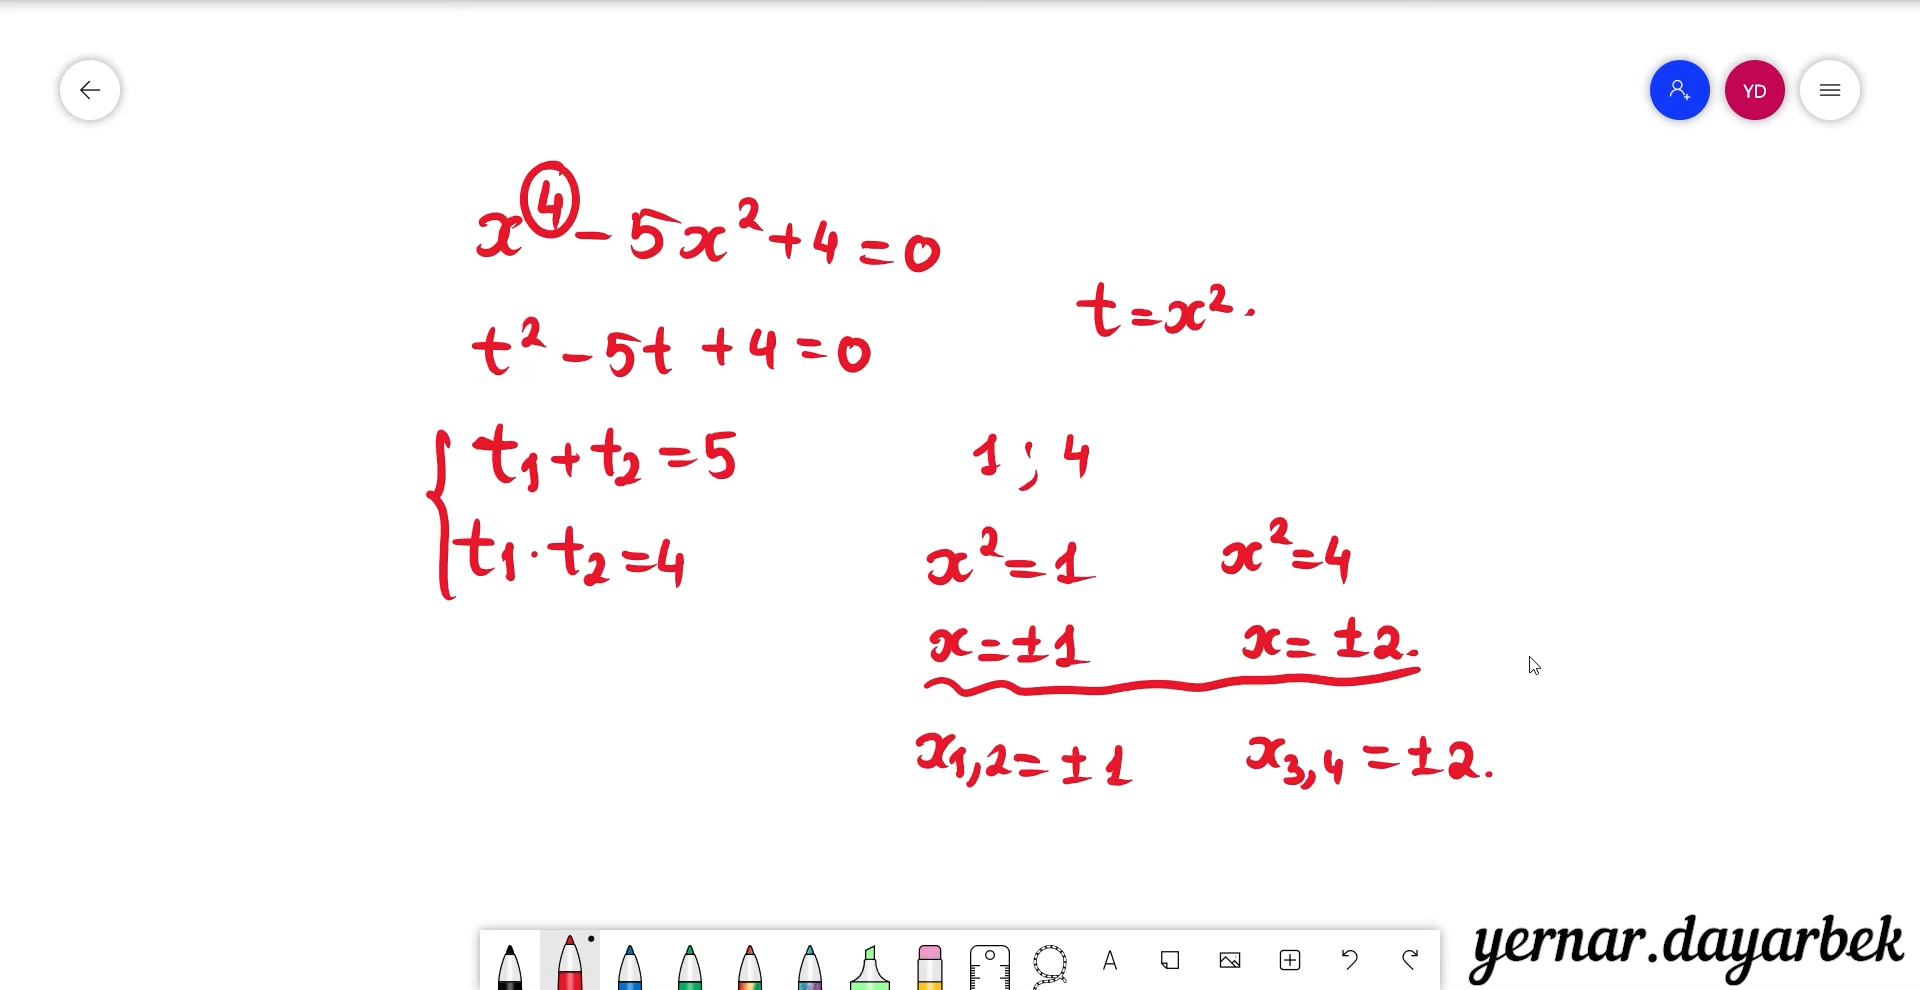 YD
x⁴ - 5x² + 4 = 0
t = x².
t² - 5t + 4 = 0
t₁ + t₂ = 5
1 ; 4
t₁ · t₂ = 4
x² = 1
x² = 4
x = ±1
x = ±2.
x₁,₂ = ±1
x₃,₄ = ±2.
A
yernar.dayarbek